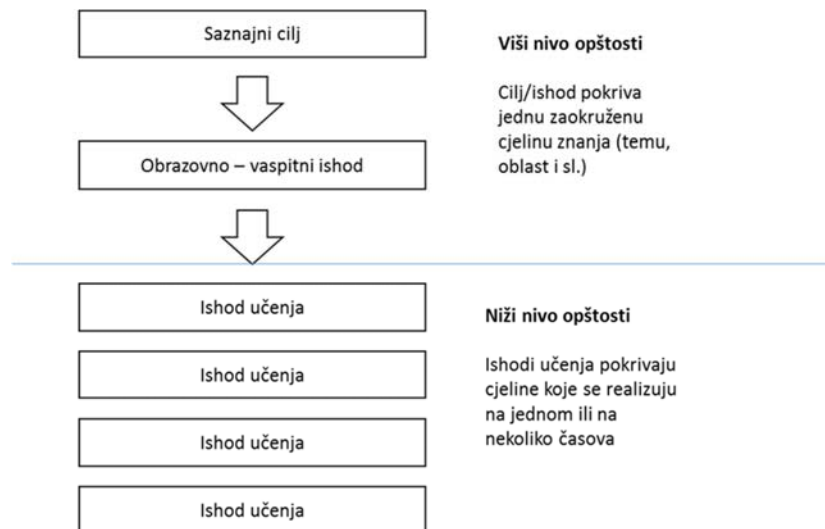 Saznajni cilj
Viši nivo opštosti
Cilj/ishod pokriva
jednu zaokruženu
cjelinu znanja (temu,
oblast i sl.)
Obrazovno – vaspitni ishod
Ishod učenja
Niži nivo opštosti
Ishodi učenja pokrivaju
cjeline koje se realizuju
na jednom ili na
nekoliko časova
Ishod učenja
Ishod učenja
Ishod učenja